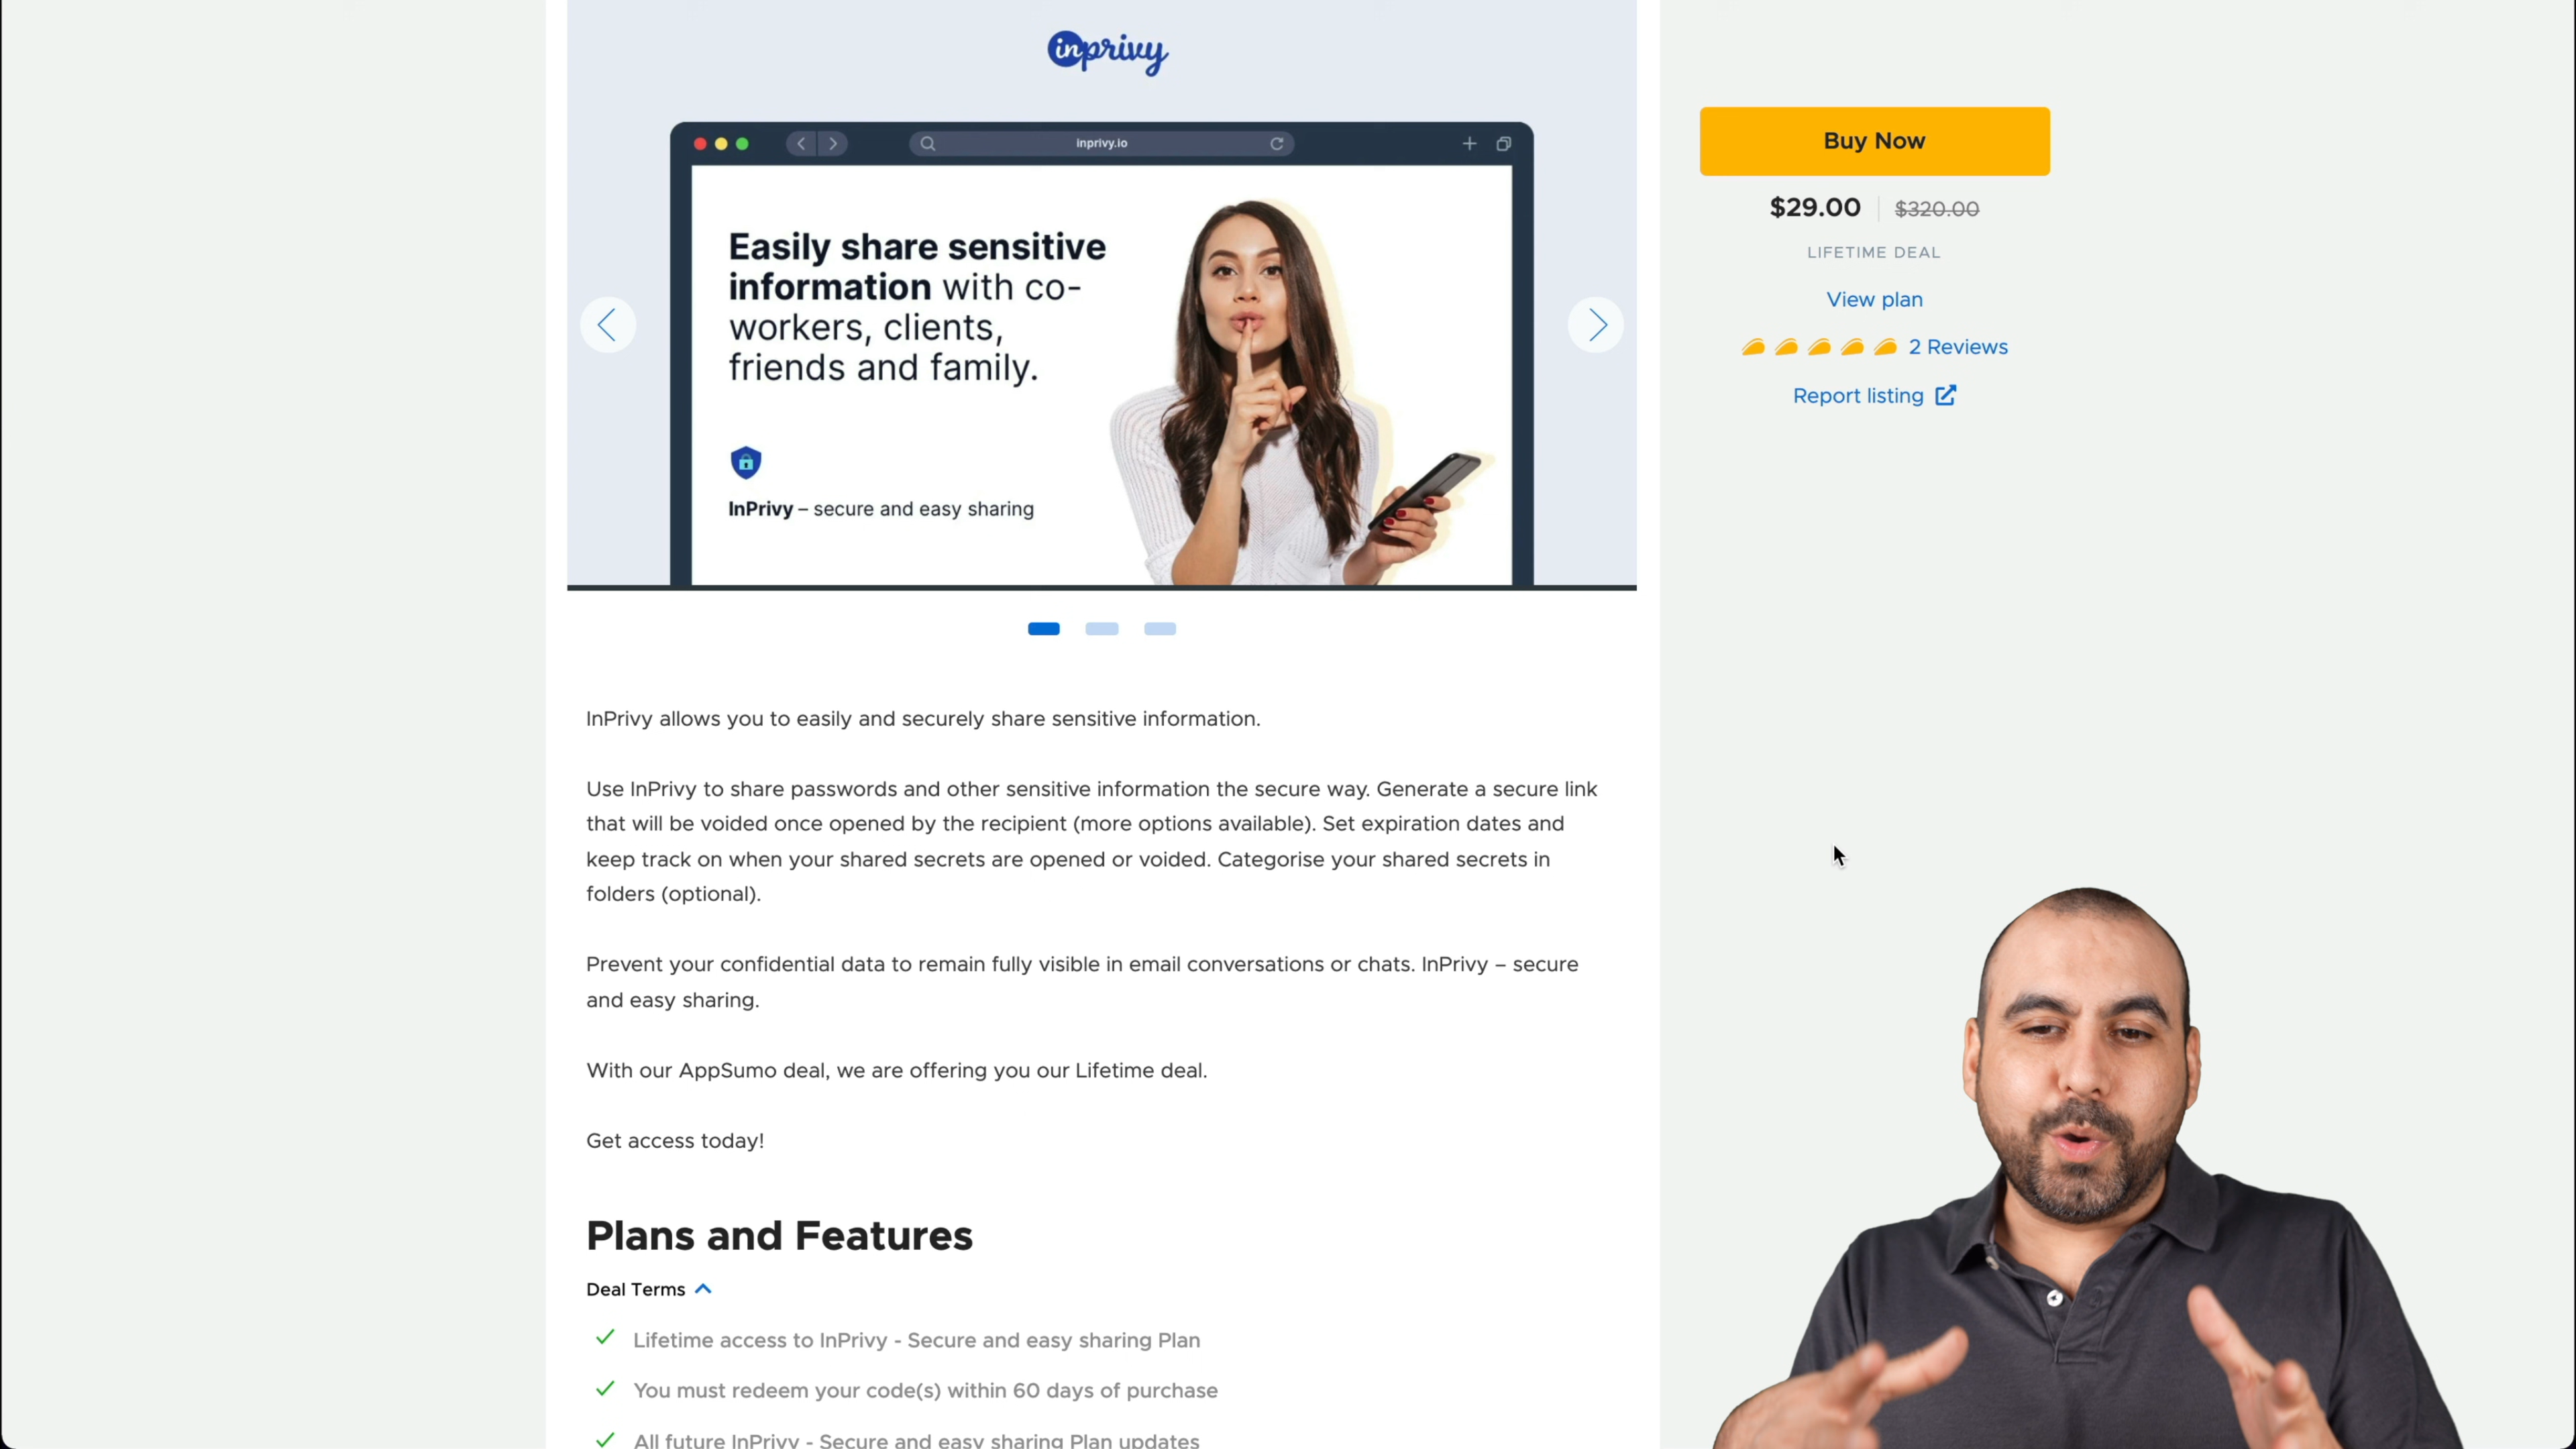 inprivy
inprivy.io
Easily share sensitive
information with co-
workers, clients,
friends and family.
InPrivy – secure and easy sharing
Buy Now
$29.00 $320.00
LIFETIME DEAL
View plan
2 Reviews
Report listing
InPrivy allows you to easily and securely share sensitive information.
Use InPrivy to share passwords and other sensitive information the secure way. Generate a secure link
that will be voided once opened by the recipient (more options available). Set expiration dates and
keep track on when your shared secrets are opened or voided. Categorise your shared secrets in
folders (optional).
Prevent your confidential data to remain fully visible in email conversations or chats. InPrivy – secure
and easy sharing.
With our AppSumo deal, we are offering you our Lifetime deal.
Get access today!
Plans and Features
Deal Terms
Lifetime access to InPrivy - Secure and easy sharing Plan
You must redeem your code(s) within 60 days of purchase
All future InPrivy - Secure and easy sharing Plan updates